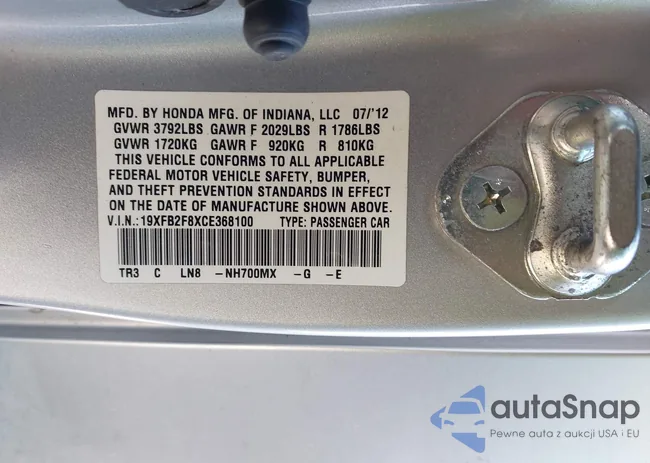 MFD. BY HONDA MFG. OF INDIANA, LLC 07/'12
GVWR 3792LBS GAWR F 2029LBS R 1786LBS
GVWR 1720KG GAWR F 920KG R 810KG
THIS VEHICLE CONFORMS TO ALL APPLICABLE
FEDERAL MOTOR VEHICLE SAFETY, BUMPER,
AND THEFT PREVENTION STANDARDS IN EFFECT
ON THE DATE OF MANUFACTURE SHOWN ABOVE.
V.I.N.:19XFB2F8XCE368100 TYPE: PASSENGER CAR
TR3 C LN8 -NH700MX -G -E
autaSnap
Pewne auta z aukcji USA i EU